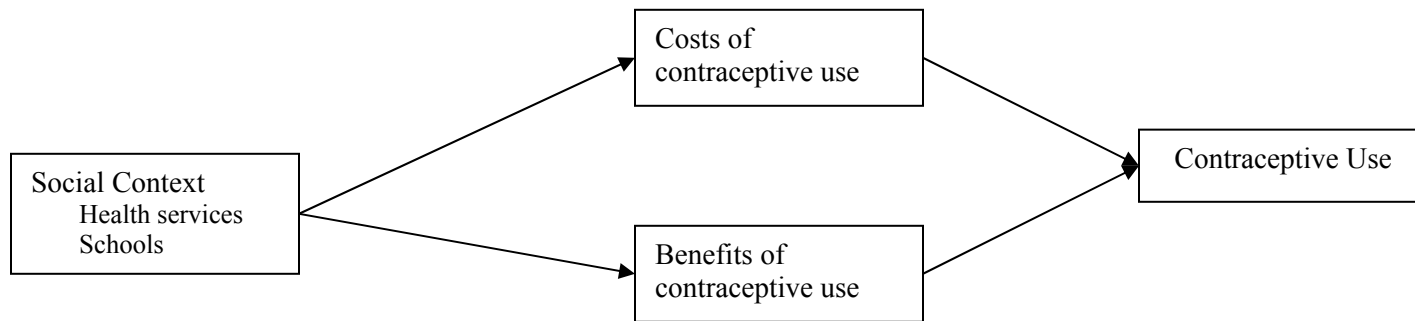 Costs of
contraceptive use
Social Context
Health services
Schools
Contraceptive Use
Benefits of
contraceptive use